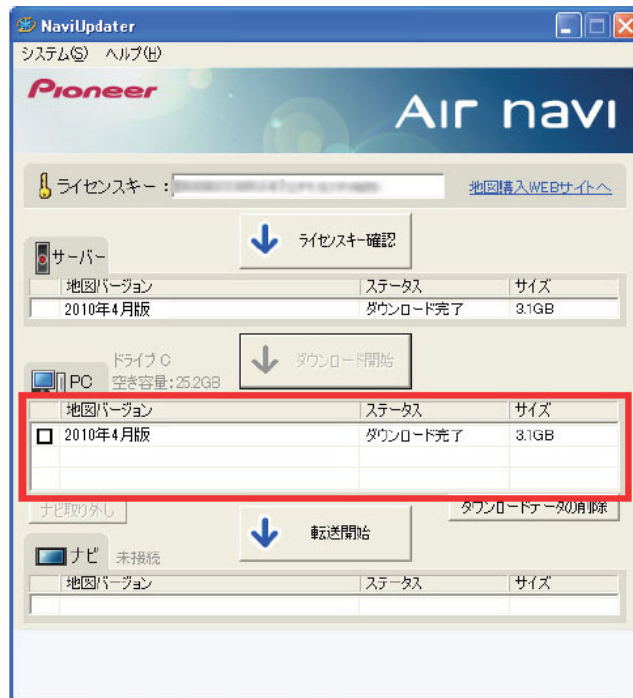 NaviUpdater
システム(S) ヘルプ(H)
Pioneer
AIR NAVI
ライセンスキー：
地図購入WEBサイトへ
ライセンスキー確認
サーバー
地図バージョン ステータス サイズ
2010年4月版 ダウンロード完了 3.1GB
ドライブ C
ダウンロード開始
PC 空き容量：25.2GB
地図バージョン ステータス サイズ
2010年4月版 ダウンロード完了 3.1GB
ナビ取り外し
ダウンロードデータの削除
転送開始
ナビ 未接続
地図バージョン ステータス サイズ